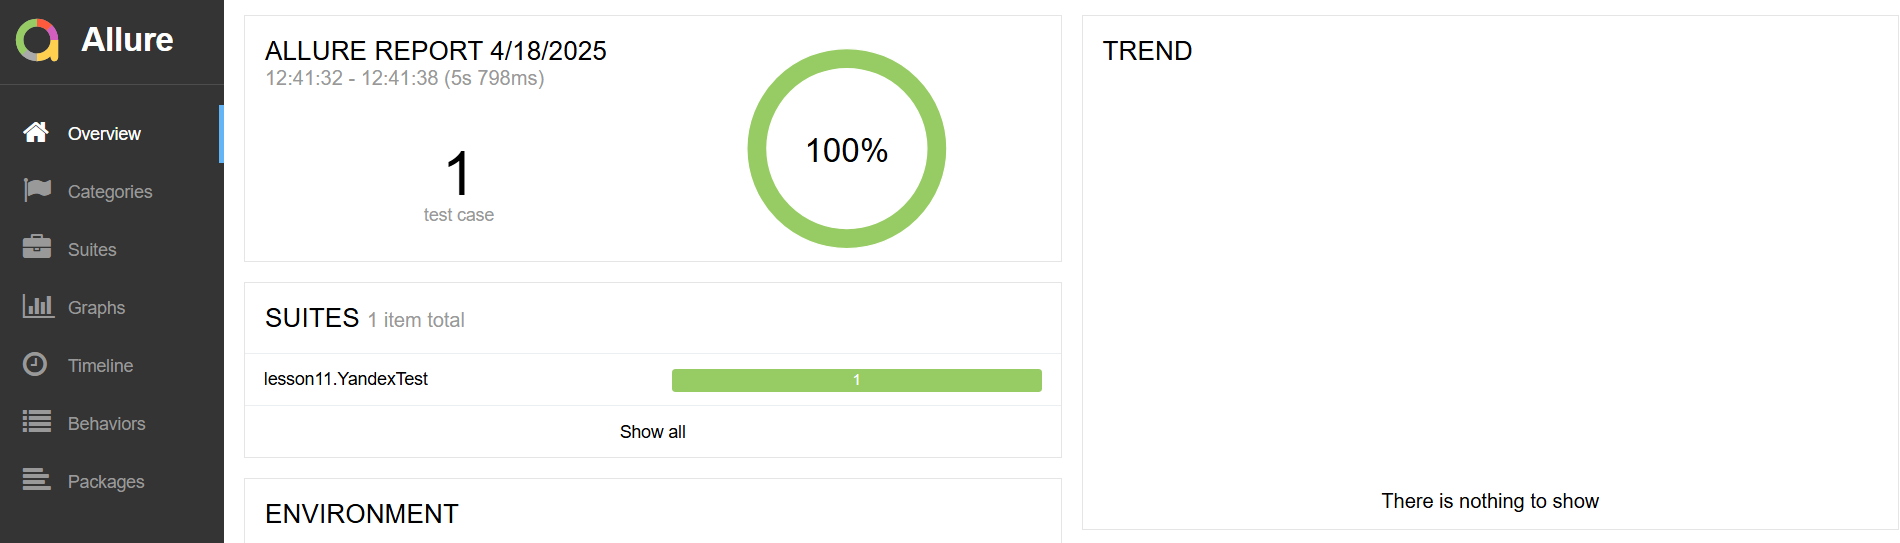 Allure
Overview
Categories
Suites
Graphs
Timeline
Behaviors
Packages
ALLURE REPORT 4/18/2025
12:41:32 - 12:41:38 (5s 798ms)
1
test case
100%
SUITES 1 item total
lesson11.YandexTest 1
Show all
ENVIRONMENT
TREND
There is nothing to show